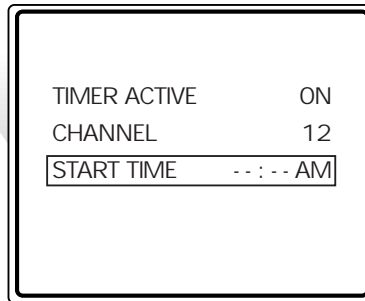 TIMER ACTIVE ON
CHANNEL 12
START TIME --:-- AM